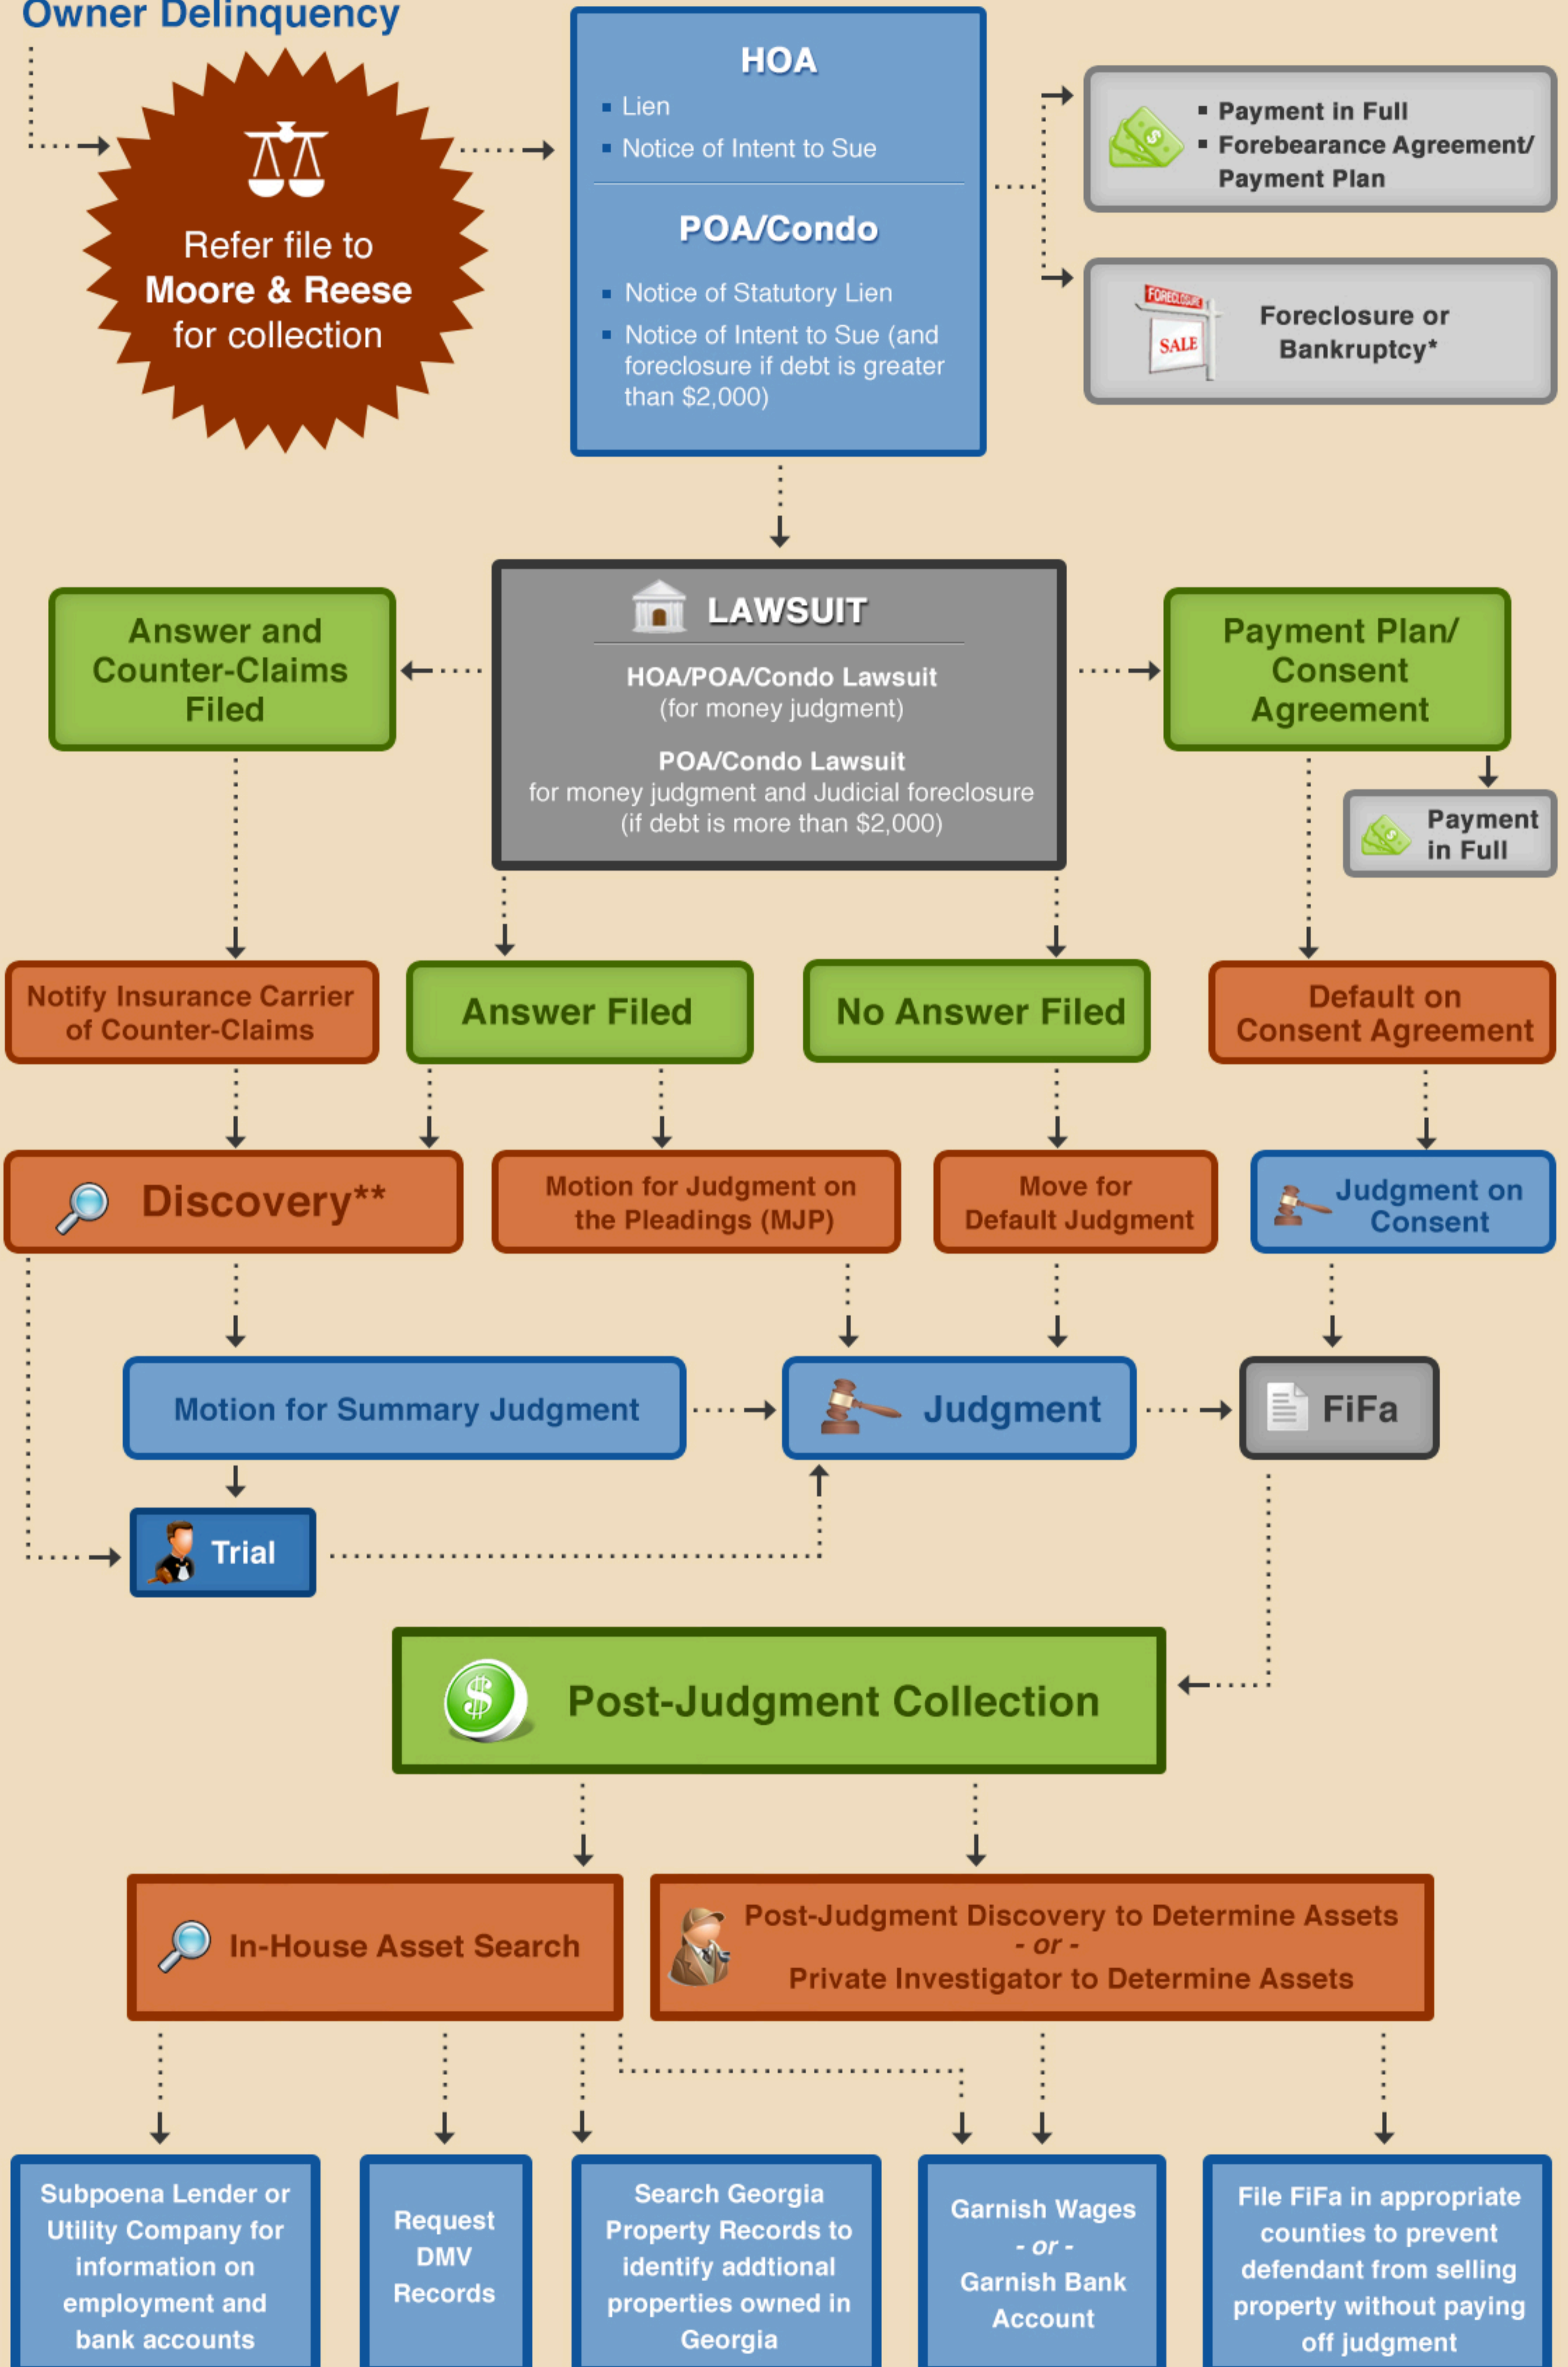 Owner Delinquency
Refer file to
Moore & Reese
for collection
HOA
▪ Lien
▪ Notice of Intent to Sue
POA/Condo
▪ Notice of Statutory Lien
▪ Notice of Intent to Sue (and
foreclosure if debt is greater
than $2,000)
▪ Payment in Full
▪ Forebearance Agreement/
Payment Plan
FORECLOSURE
SALE
Foreclosure or
Bankruptcy*
Answer and
Counter-Claims
Filed
LAWSUIT
HOA/POA/Condo Lawsuit
(for money judgment)
POA/Condo Lawsuit
for money judgment and Judicial foreclosure
(if debt is more than $2,000)
Payment Plan/
Consent
Agreement
Payment
in Full
Notify Insurance Carrier
of Counter-Claims
Answer Filed
No Answer Filed
Default on
Consent Agreement
Discovery**
Motion for Judgment on
the Pleadings (MJP)
Move for
Default Judgment
Judgment on
Consent
Motion for Summary Judgment
Judgment
FiFa
Trial
$
Post-Judgment Collection
In-House Asset Search
Post-Judgment Discovery to Determine Assets
- or -
Private Investigator to Determine Assets
Subpoena Lender or
Utility Company for
information on
employment and
bank accounts
Request
DMV
Records
Search Georgia
Property Records to
identify addtional
properties owned in
Georgia
Garnish Wages
- or -
Garnish Bank
Account
File FiFa in appropriate
counties to prevent
defendant from selling
property without paying
off judgment